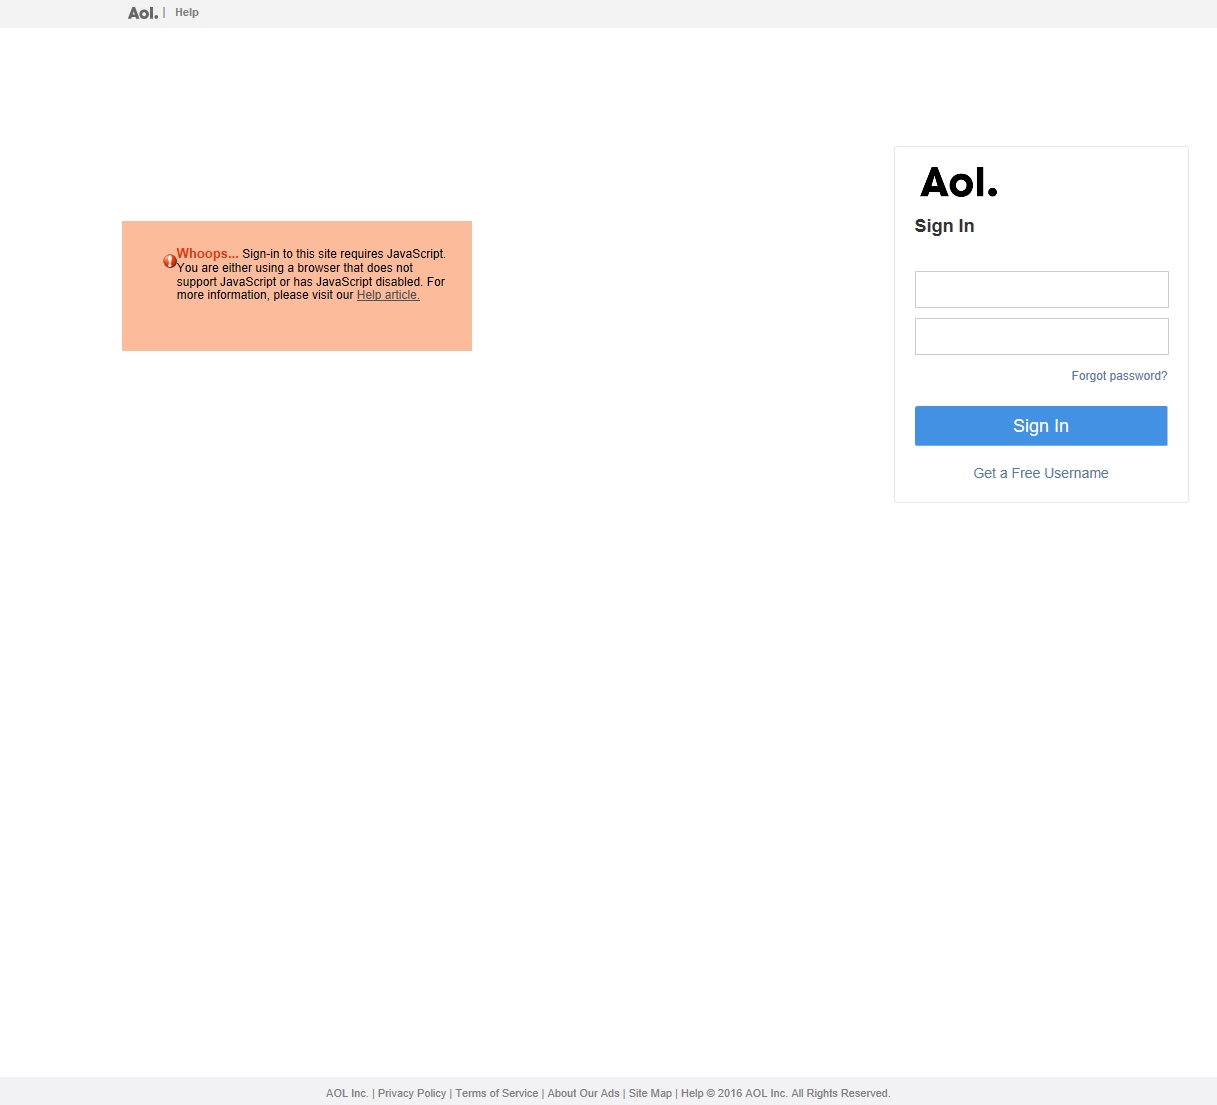 Aol. | Help
Aol.
Sign In
Whoops... Sign-in to this site requires JavaScript.
You are either using a browser that does not
support JavaScript or has JavaScript disabled. For
more information, please visit our Help article.
Forgot password?
Sign In
Get a Free Username
AOL Inc. | Privacy Policy | Terms of Service | About Our Ads | Site Map | Help © 2016 AOL Inc. All Rights Reserved.